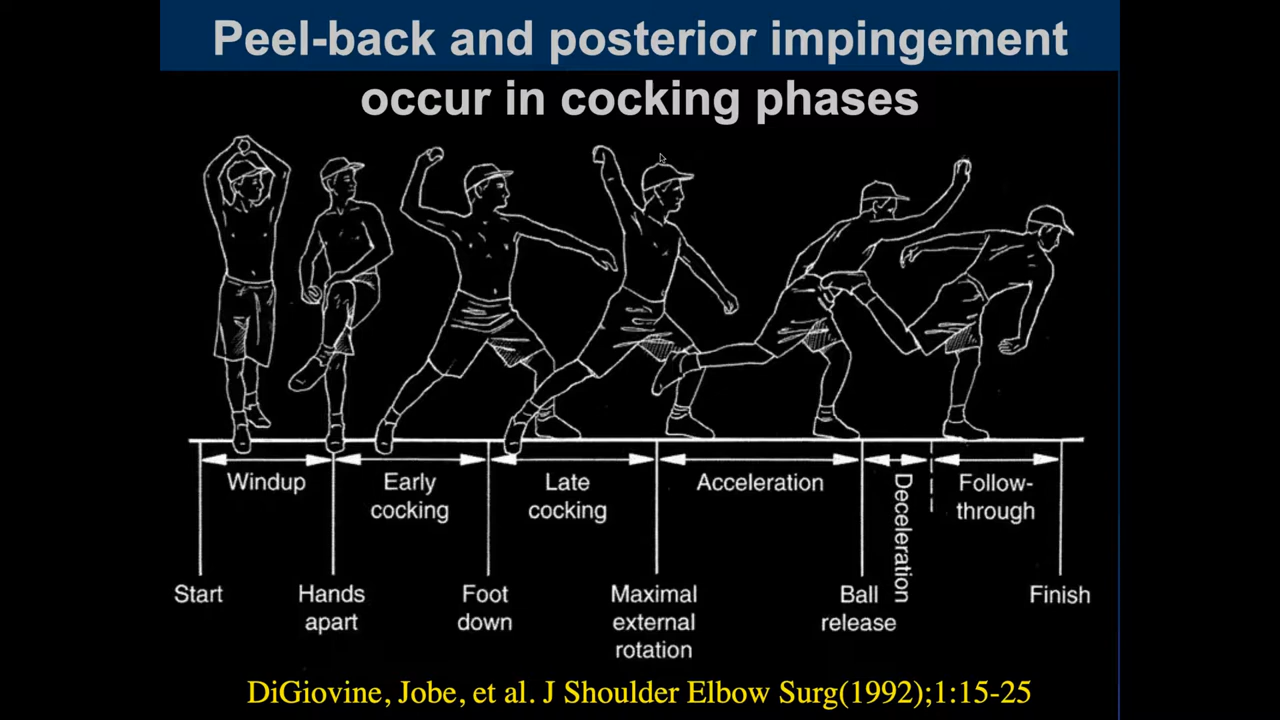 Peel-back and posterior impingement
occur in cocking phases
Windup
Early
cocking
Late
cocking
Acceleration
Deceleration
Follow-
through
Start
Hands
apart
Foot
down
Maximal
external
rotation
Ball
release
Finish
DiGiovine, Jobe, et al. J Shoulder Elbow Surg(1992);1:15-25